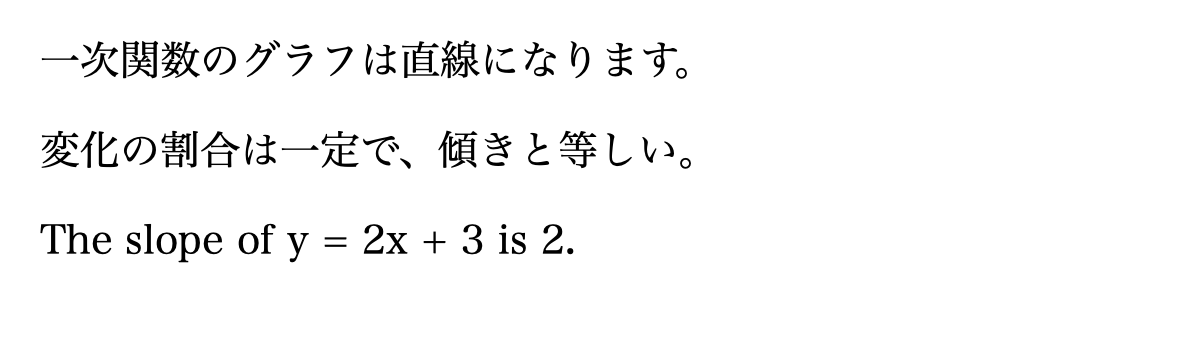 一次関数のグラフは直線になります。
変化の割合は一定で、傾きと等しい。
The slope of y = 2x + 3 is 2.